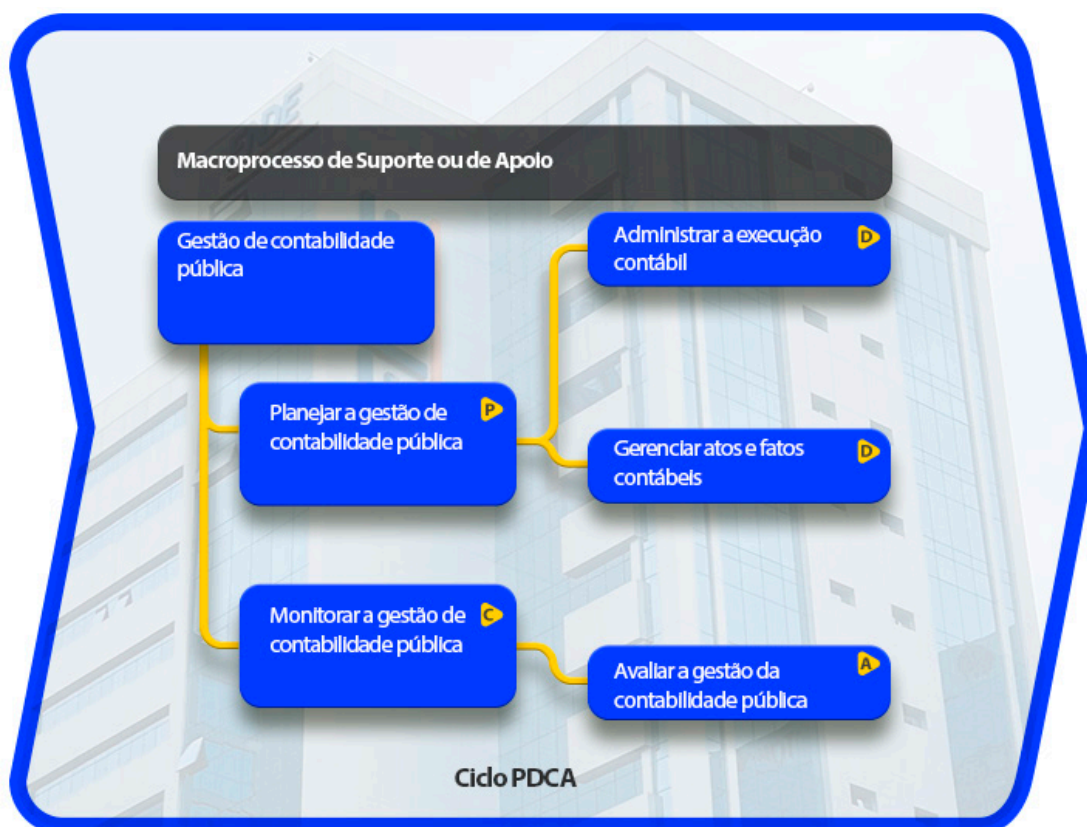 Macroprocesso de Suporte ou de Apoio
Gestão de contabilidade
pública
Administrar a execução
contábil
D
Planejar a gestão de
contabilidade pública
P
Gerenciar atos e fatos
contábeis
D
Monitorar a gestão de
contabilidade pública
C
Avaliar a gestão da
contabilidade pública
A
Ciclo PDCA